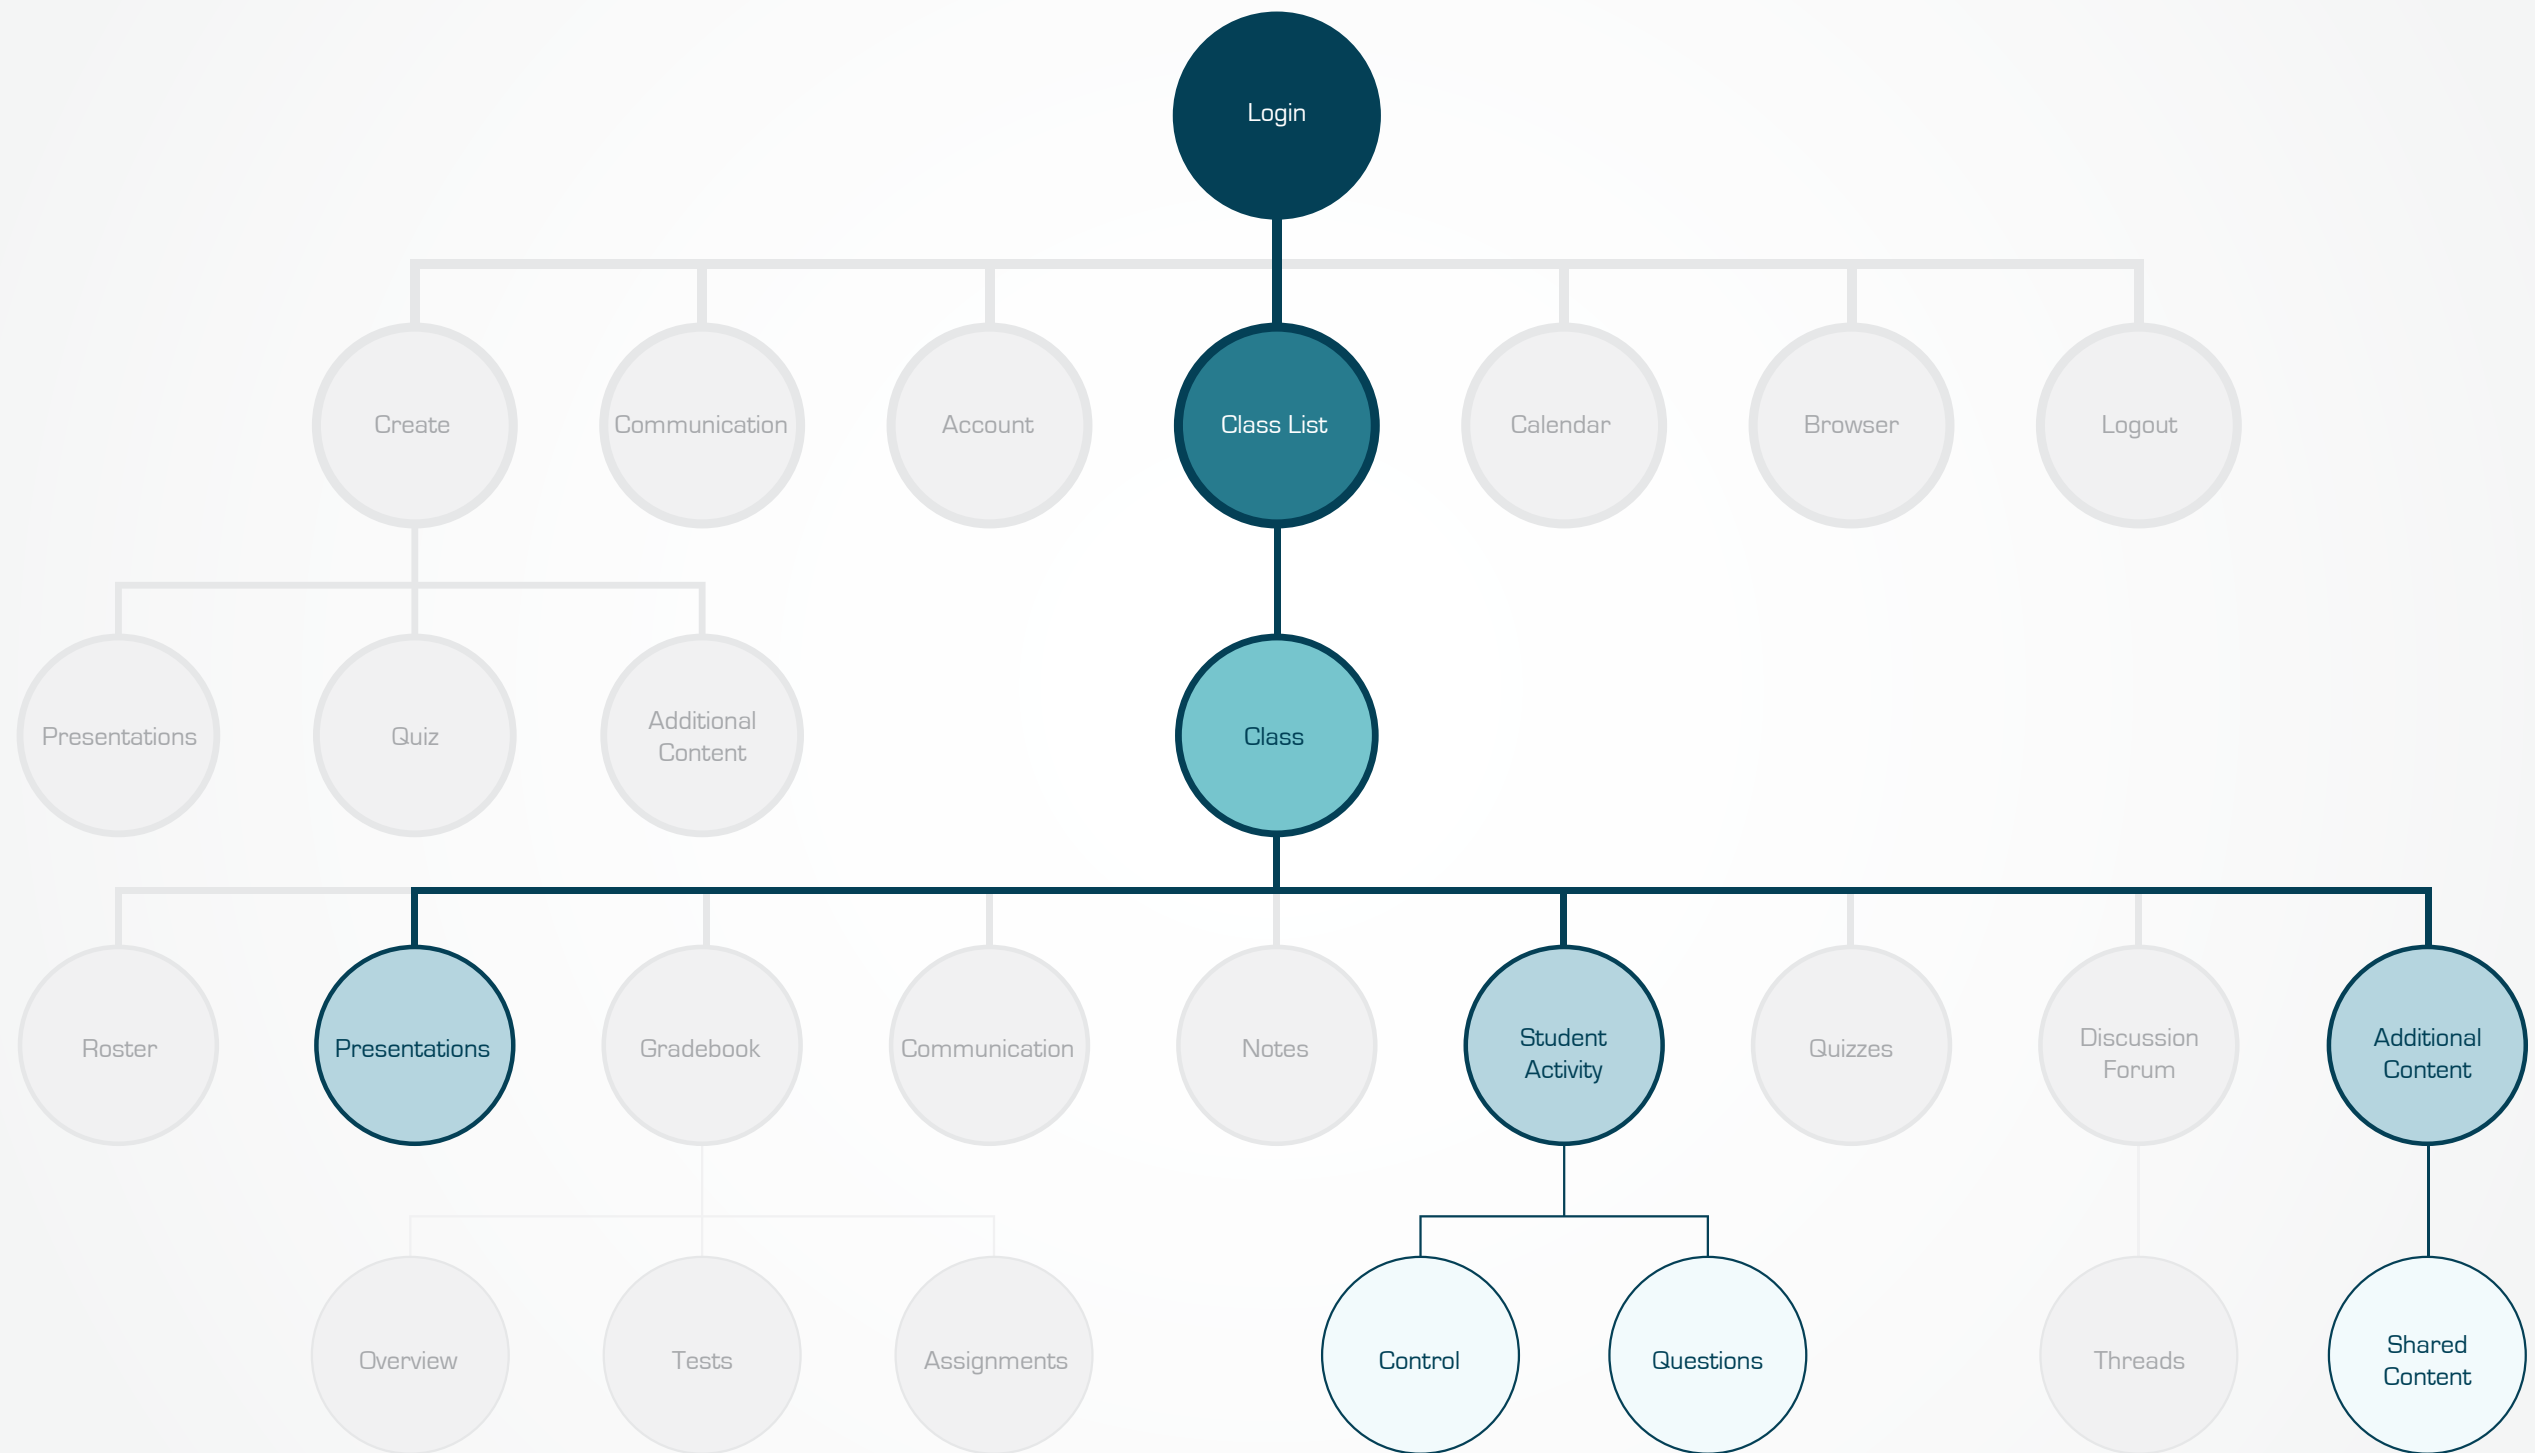 Login
Create
Communication
Account
Class List
Calendar
Browser
Logout
Presentations
Quiz
Additional
Content
Class
Roster
Presentations
Gradebook
Communication
Notes
Student
Activity
Quizzes
Discussion
Forum
Additional
Content
Overview
Tests
Assignments
Control
Questions
Threads
Shared
Content